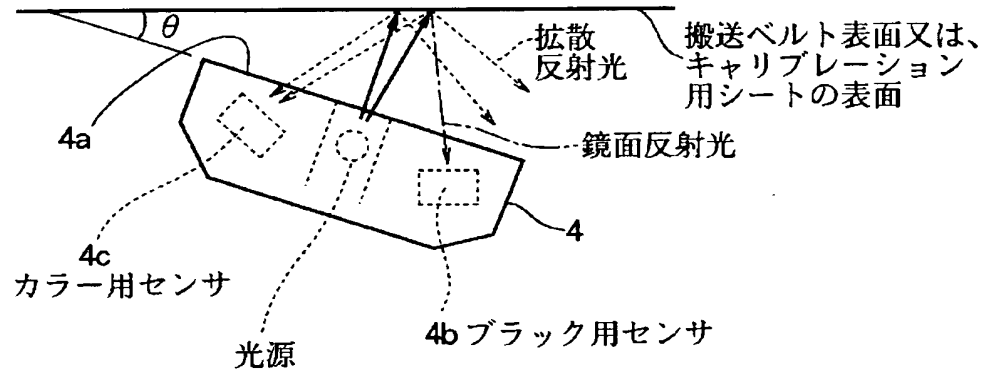 θ
拡散
反射光
搬送ベルト表面又は、
キャリブレーション
用シートの表面
4a
鏡面反射光
4
4c
カラー用センサ
4bブラック用センサ
光源